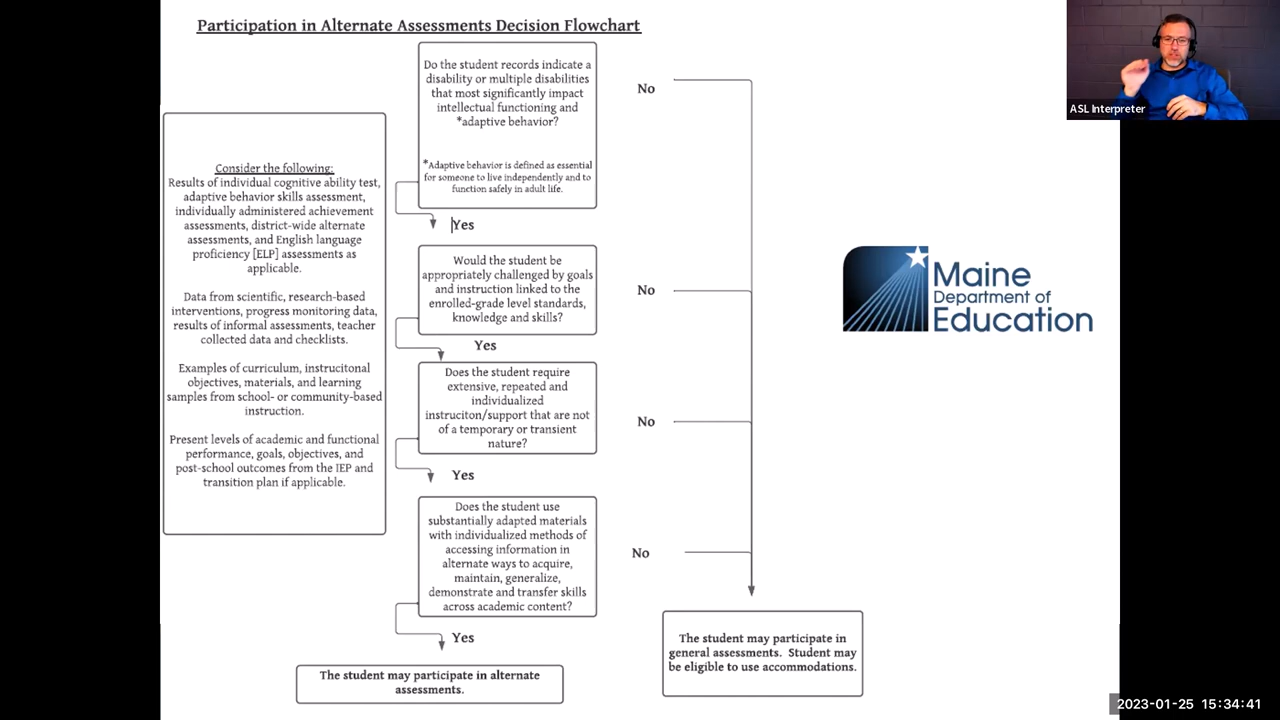 Participation in Alternate Assessments Decision Flowchart
Do the student records indicate a
disability or multiple disabilities
that most significantly impact
intellectual functioning and
*adaptive behavior?
*Adaptive behavior is defined as essential
for someone to live independently and to
function safely in adult life.
No
Yes
Consider the following:
Results of individual cognitive ability test,
adaptive behavior skills assessment,
individually administered achievement
assessments, district-wide alternate
assessments, and English language
proficiency [ELP] assessments as
applicable.
Data from scientific, research-based
interventions, progress monitoring data,
results of informal assessments, teacher
collected data and checklists.
Examples of curriculum, instrucitonal
objectives, materials, and learning
samples from school- or community-based
instruction.
Present levels of academic and functional
performance, goals, objectives, and
post-school outcomes from the IEP and
transition plan if applicable.
Would the student be
appropriately challenged by goals
and instruction linked to the
enrolled-grade level standards,
knowledge and skills?
No
Yes
Does the student require
extensive, repeated and
individualized
instruciton/support that are not
of a temporary or transient
nature?
No
Yes
Does the student use
substantially adapted materials
with individualized methods of
accessing information in
alternate ways to acquire,
maintain, generalize,
demonstrate and transfer skills
across academic content?
No
Yes
The student may participate in alternate
assessments.
The student may participate in
general assessments. Student may
be eligible to use accommodations.
Maine
Department of
Education
ASL Interpreter
2023-01-25 15:34:41